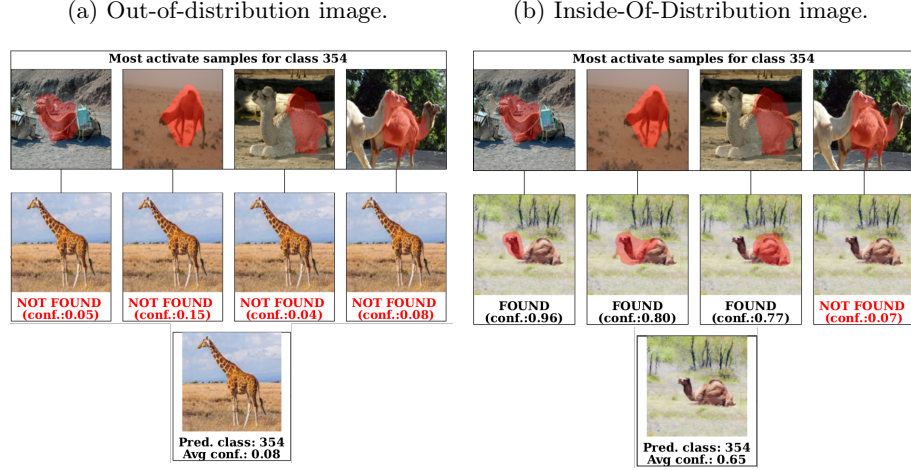 (a) Out-of-distribution image.
(b) Inside-Of-Distribution image.
Most activate samples for class 354
Most activate samples for class 354
NOT FOUND
(conf.:0.05)
NOT FOUND
(conf.:0.15)
NOT FOUND
(conf.:0.04)
NOT FOUND
(conf.:0.08)
FOUND
(conf.:0.96)
FOUND
(conf.:0.80)
FOUND
(conf.:0.77)
NOT FOUND
(conf.:0.07)
Pred. class: 354
Avg conf.: 0.08
Pred. class: 354
Avg conf.: 0.65